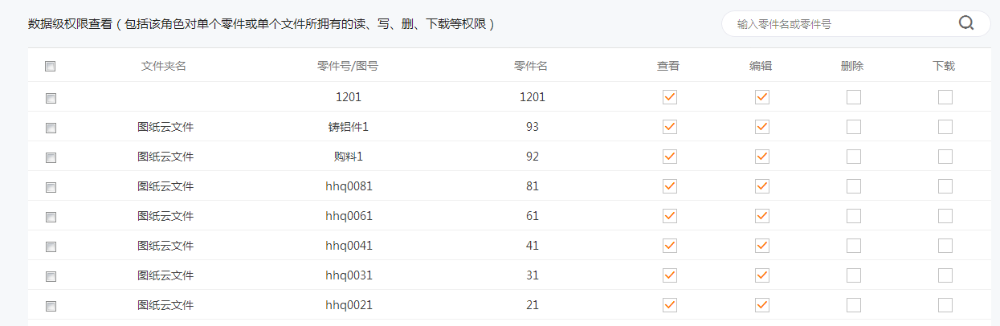 数据级权限查看（包括该角色对单个零件或单个文件所拥有的读、写、删、下载等权限）
输入零件名或零件号
文件夹名 零件号/图号 零件名 查看 编辑 删除 下载
1201 1201
图纸云文件 铸铝件1 93
图纸云文件 购料1 92
图纸云文件 hhq0081 81
图纸云文件 hhq0061 61
图纸云文件 hhq0041 41
图纸云文件 hhq0031 31
图纸云文件 hhq0021 21